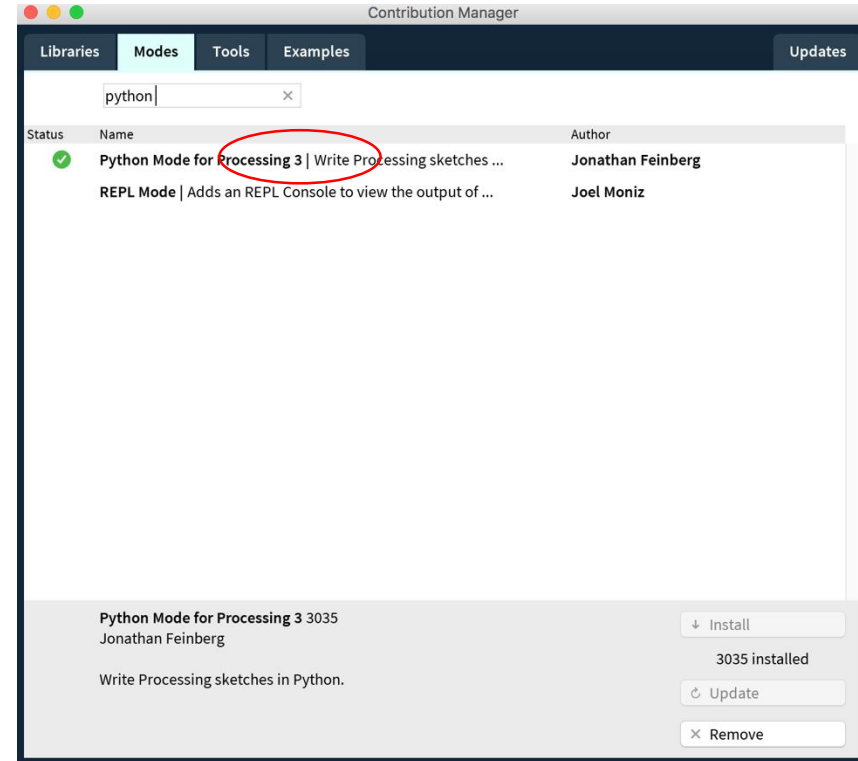 Contribution Manager
Libraries Modes Tools Examples Updates
python
Status Name Author
Python Mode for Processing 3 | Write Processing sketches ... Jonathan Feinberg
REPL Mode | Adds an REPL Console to view the output of ... Joel Moniz
Python Mode for Processing 3 3035
Jonathan Feinberg
Install
3035 installed
Write Processing sketches in Python.
Update
Remove